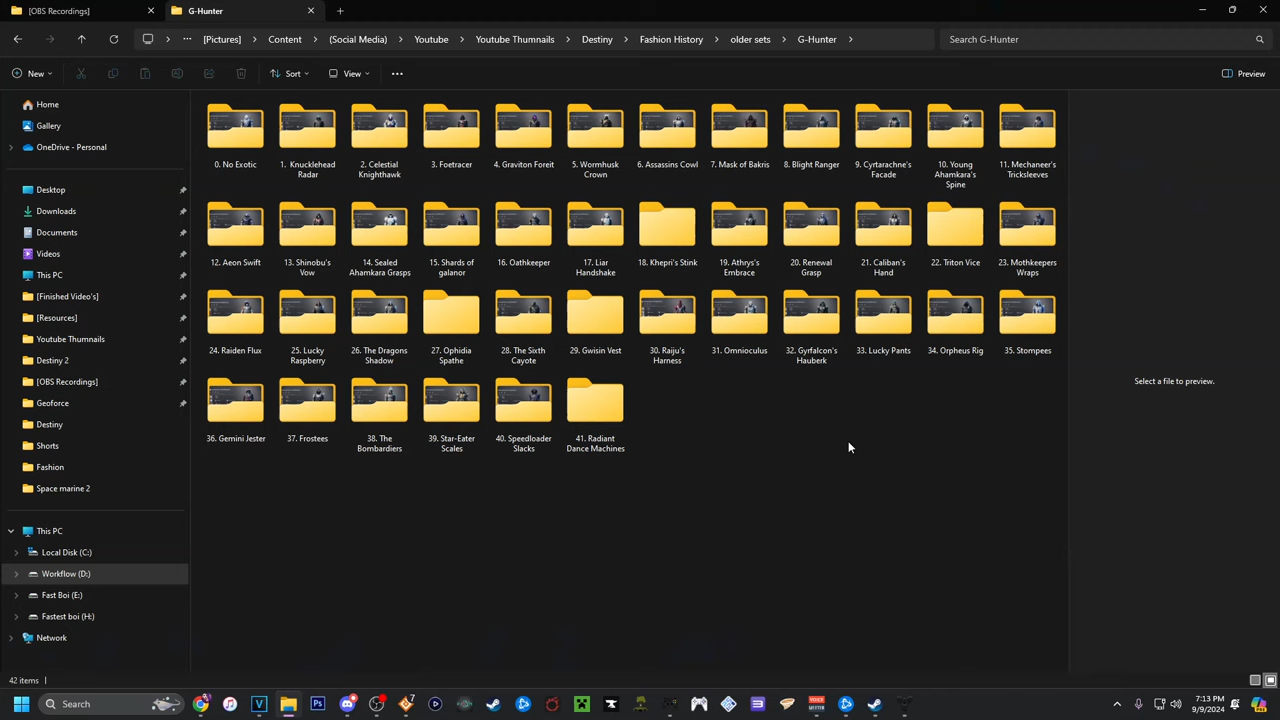 [OBS Recordings]
G-Hunter
[Pictures]
Content
(Social Media)
Youtube
Youtube Thumnails
Destiny
Fashion History
older sets
G-Hunter
Search G-Hunter
New
Sort
View
Preview
Home
Gallery
OneDrive - Personal
Desktop
Downloads
Documents
Videos
This PC
[Finished Video's]
[Resources]
Youtube Thumnails
Destiny 2
[OBS Recordings]
Geoforce
Destiny
Shorts
Fashion
Space marine 2
This PC
Local Disk (C:)
Workflow (D:)
Fast Boi (E:)
Fastest boi (H:)
Network
0. No Exotic
1. Knucklehead
Radar
2. Celestial
Knighthawk
3. Foetracer
4. Graviton Foreit
5. Wormhusk
Crown
6. Assassins Cowl
7. Mask of Bakris
8. Blight Ranger
9. Cyrtarachne's
Facade
10. Young
Ahamkara's
Spine
11. Mechaneer's
Tricksleeves
12. Aeon Swift
13. Shinobu's
Vow
14. Sealed
Ahamkara Grasps
15. Shards of
galanor
16. Oathkeeper
17. Liar
Handshake
18. Khepri's Stink
19. Athrys's
Embrace
20. Renewal
Grasp
21. Caliban's
Hand
22. Triton Vice
23. Mothkeepers
Wraps
24. Raiden Flux
25. Lucky
Raspberry
26. The Dragons
Shadow
27. Ophidia
Spathe
28. The Sixth
Cayote
29. Gwisin Vest
30. Raiju's
Harness
31. Omnioculus
32. Gyrfalcon's
Hauberk
33. Lucky Pants
34. Orpheus Rig
35. Stompees
36. Gemini Jester
37. Frostees
38. The
Bombardiers
39. Star-Eater
Scales
40. Speedloader
Slacks
41. Radiant
Dance Machines
Select a file to preview.
42 items
Search
7
7:13 PM
9/9/2024